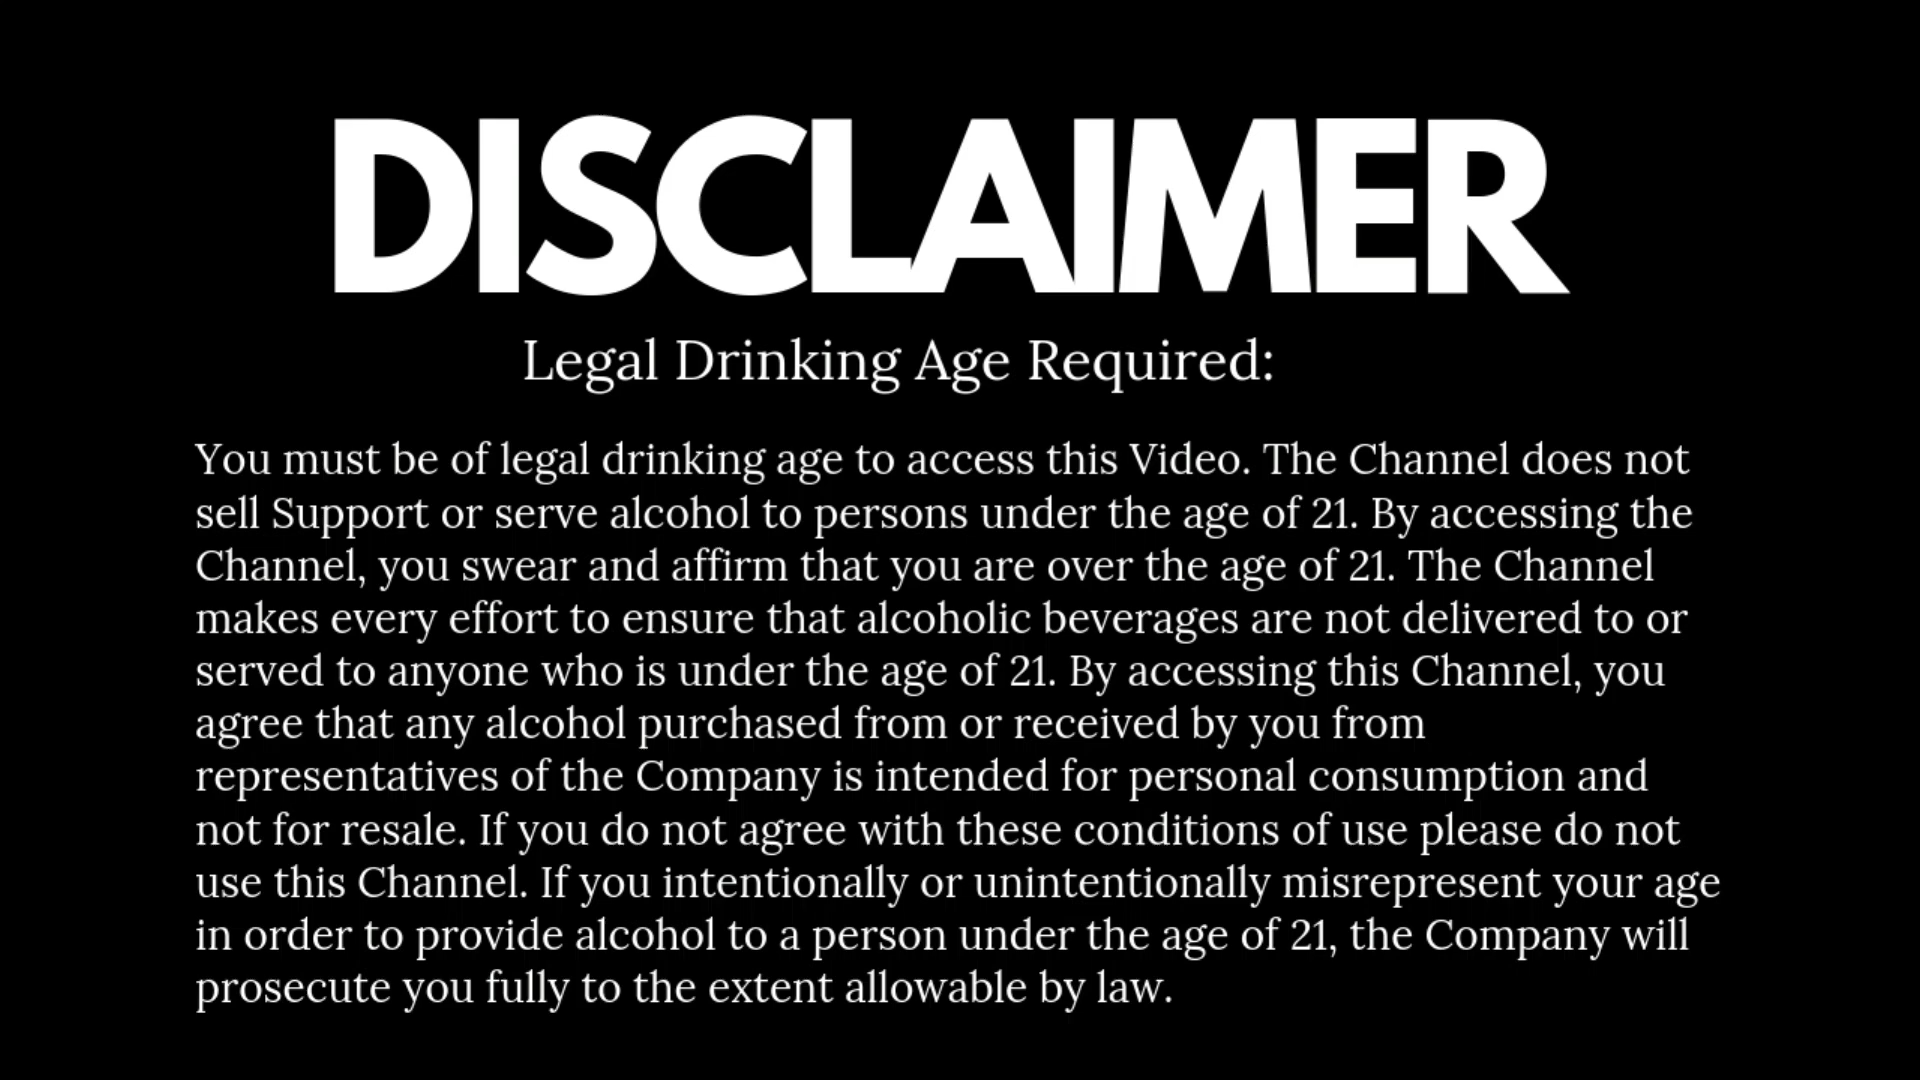 DISCLAIMER
Legal Drinking Age Required:
You must be of legal drinking age to access this Video. The Channel does not
sell Support or serve alcohol to persons under the age of 21. By accessing the
Channel, you swear and affirm that you are over the age of 21. The Channel
makes every effort to ensure that alcoholic beverages are not delivered to or
served to anyone who is under the age of 21. By accessing this Channel, you
agree that any alcohol purchased from or received by you from
representatives of the Company is intended for personal consumption and
not for resale. If you do not agree with these conditions of use please do not
use this Channel. If you intentionally or unintentionally misrepresent your age
in order to provide alcohol to a person under the age of 21, the Company will
prosecute you fully to the extent allowable by law.